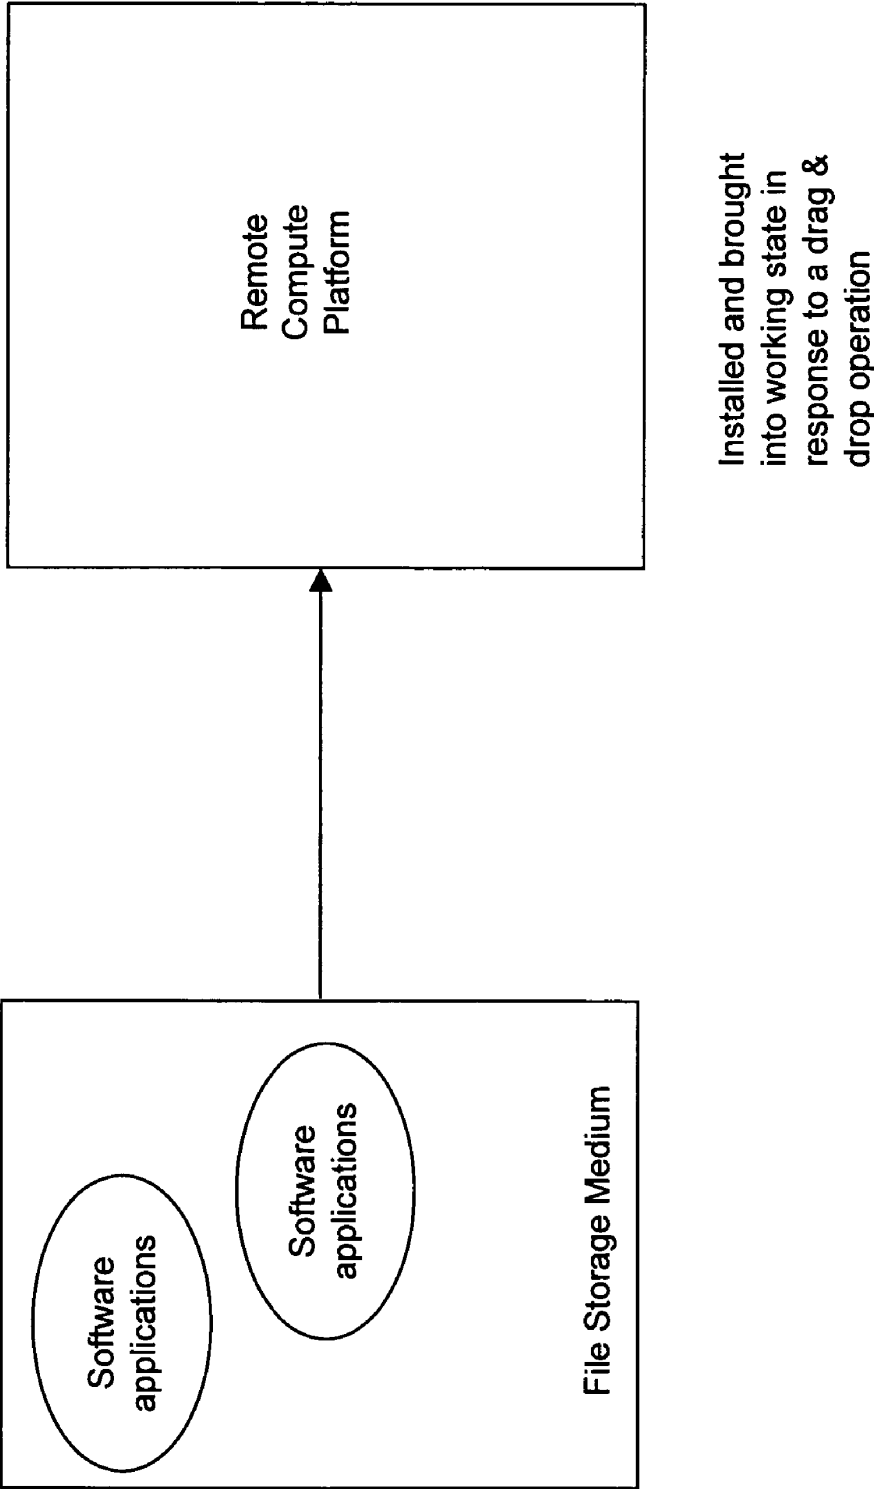 Software
applications
Software
applications
File Storage Medium
Remote
Compute
Platform
Installed and brought
into working state in
response to a drag &
drop operation